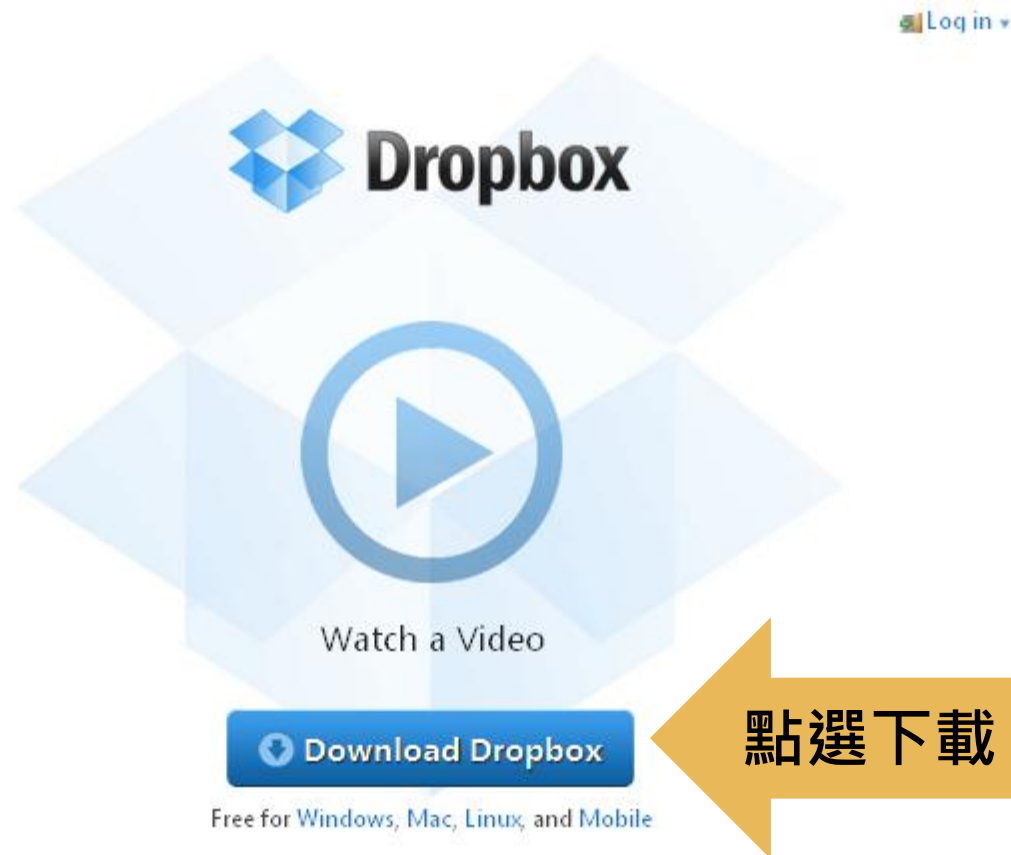 Log in
Dropbox
Watch a Video
Download Dropbox
點選下載
Free for Windows, Mac, Linux, and Mobile